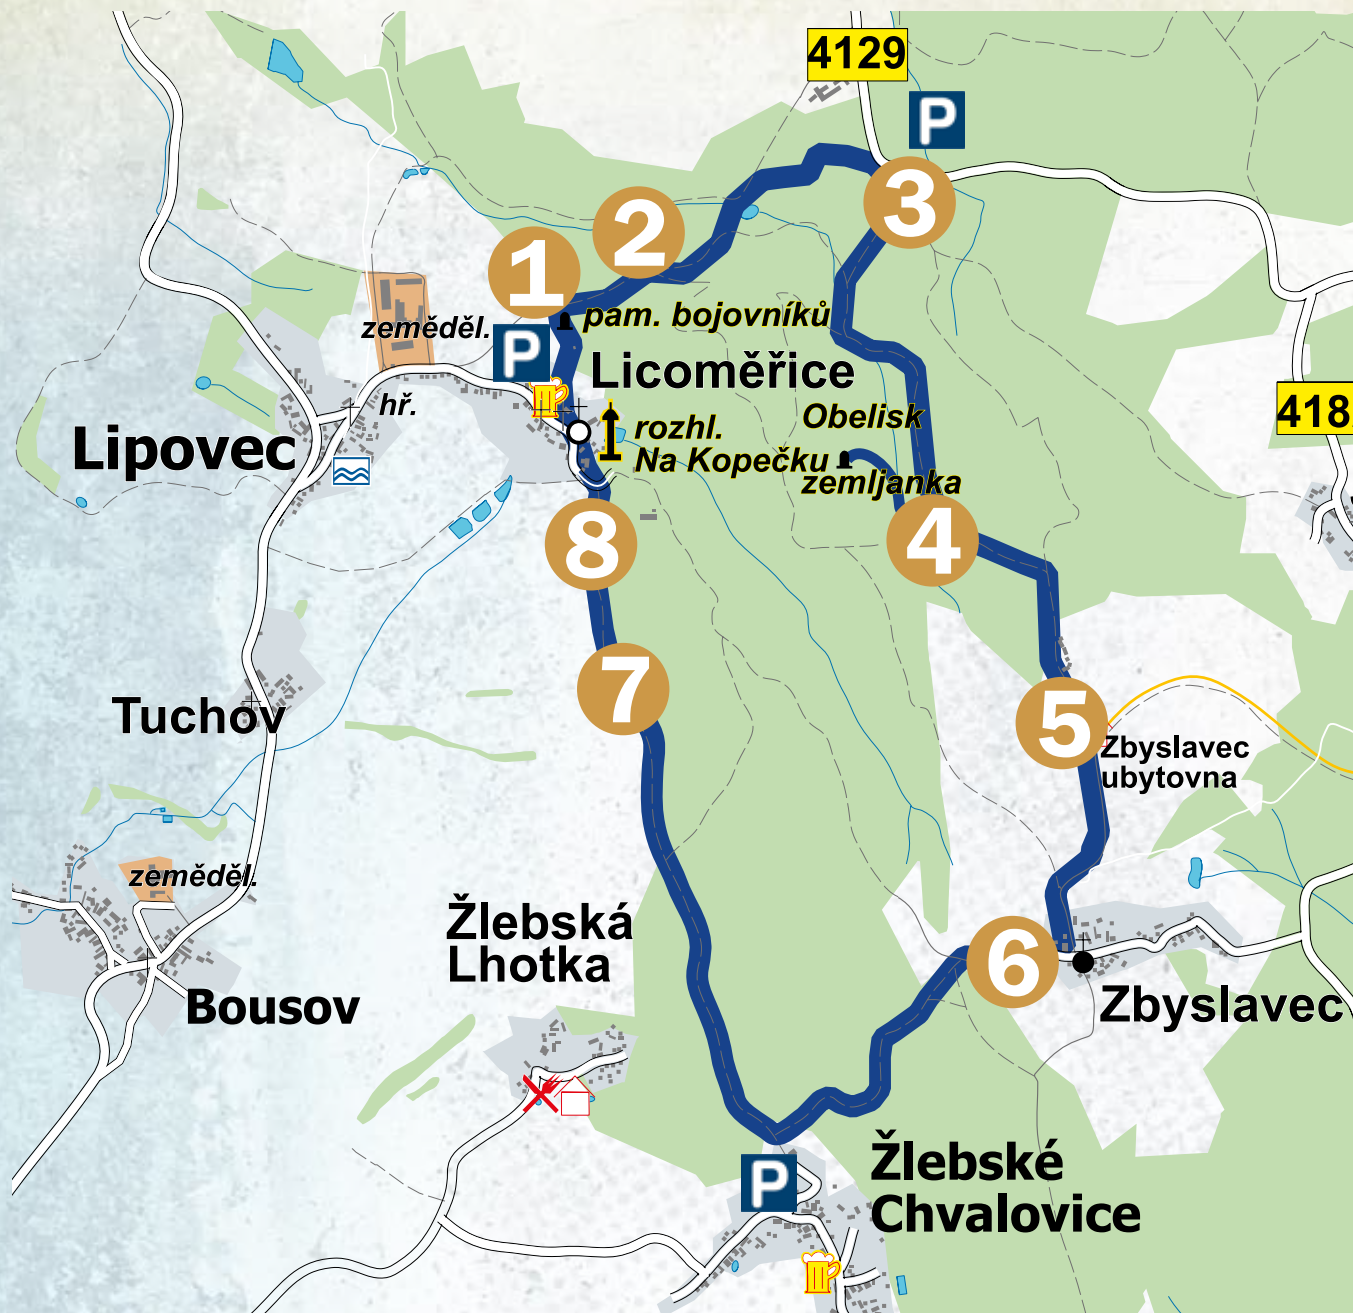 4129
P
3
2
1
pam. bojovníků
zeměděl.
P
Licoměřice
hř.
Obelisk
418
rozhl.
Na Kopečku
Lipovec
zemljanka
8
4
7
5
Tuchov
Zbyslavec
ubytovna
zeměděl.
Žlebská
Lhotka
6
Bousov
Zbyslavec
Žlebské
Chvalovice
P